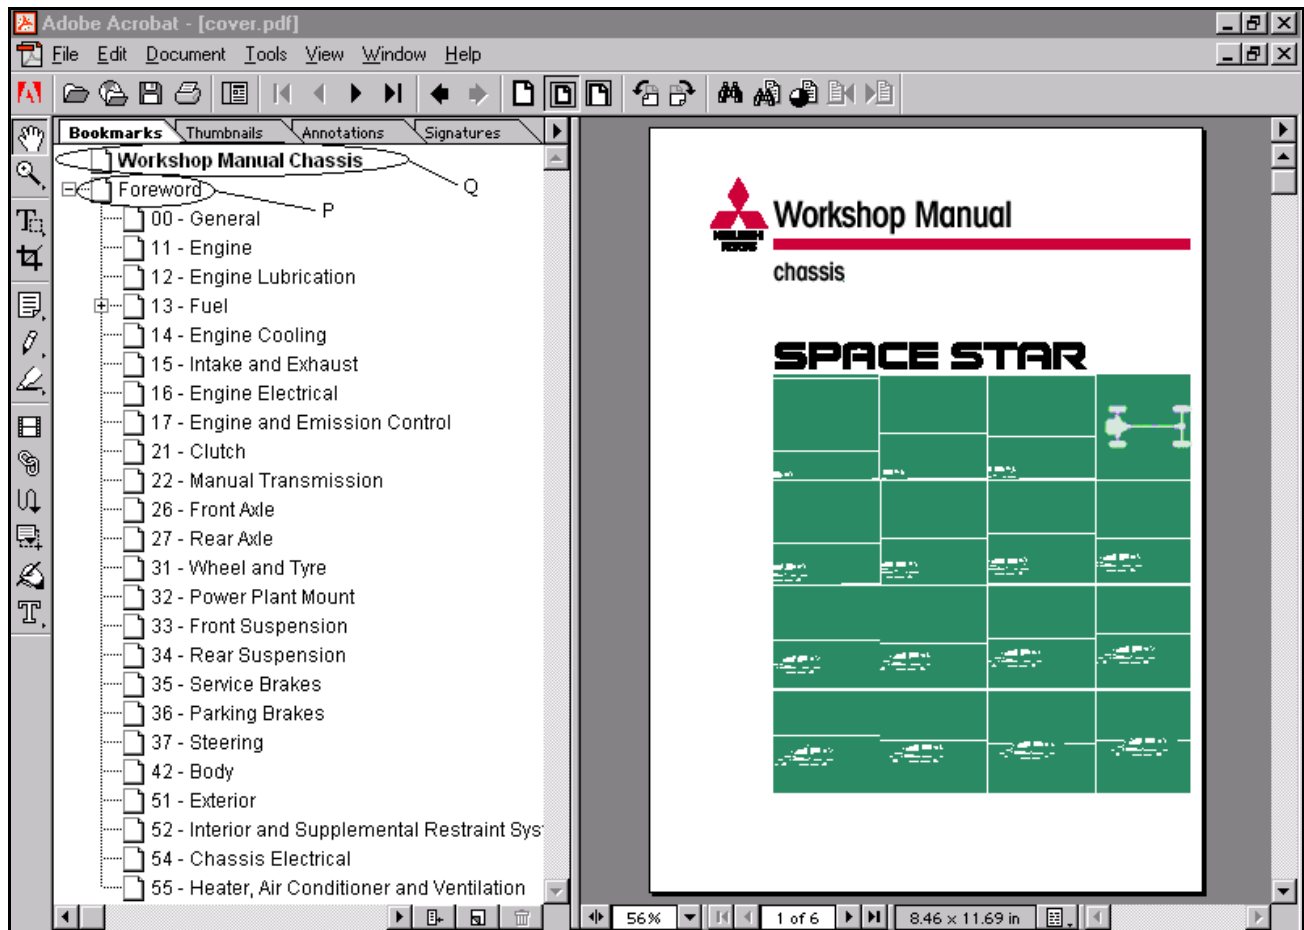 Adobe Acrobat - [cover.pdf]
File Edit Document Tools View Window Help
Bookmarks Thumbnails Annotations Signatures
Workshop Manual Chassis
Q
Foreword
P
00 - General
11 - Engine
12 - Engine Lubrication
13 - Fuel
14 - Engine Cooling
15 - Intake and Exhaust
16 - Engine Electrical
17 - Engine and Emission Control
21 - Clutch
22 - Manual Transmission
26 - Front Axle
27 - Rear Axle
31 - Wheel and Tyre
32 - Power Plant Mount
33 - Front Suspension
34 - Rear Suspension
35 - Service Brakes
36 - Parking Brakes
37 - Steering
42 - Body
51 - Exterior
52 - Interior and Supplemental Restraint Sys
54 - Chassis Electrical
55 - Heater, Air Conditioner and Ventilation
Workshop Manual
chassis
SPACE STAR
56% 1 of 6 8.46 x 11.69 in